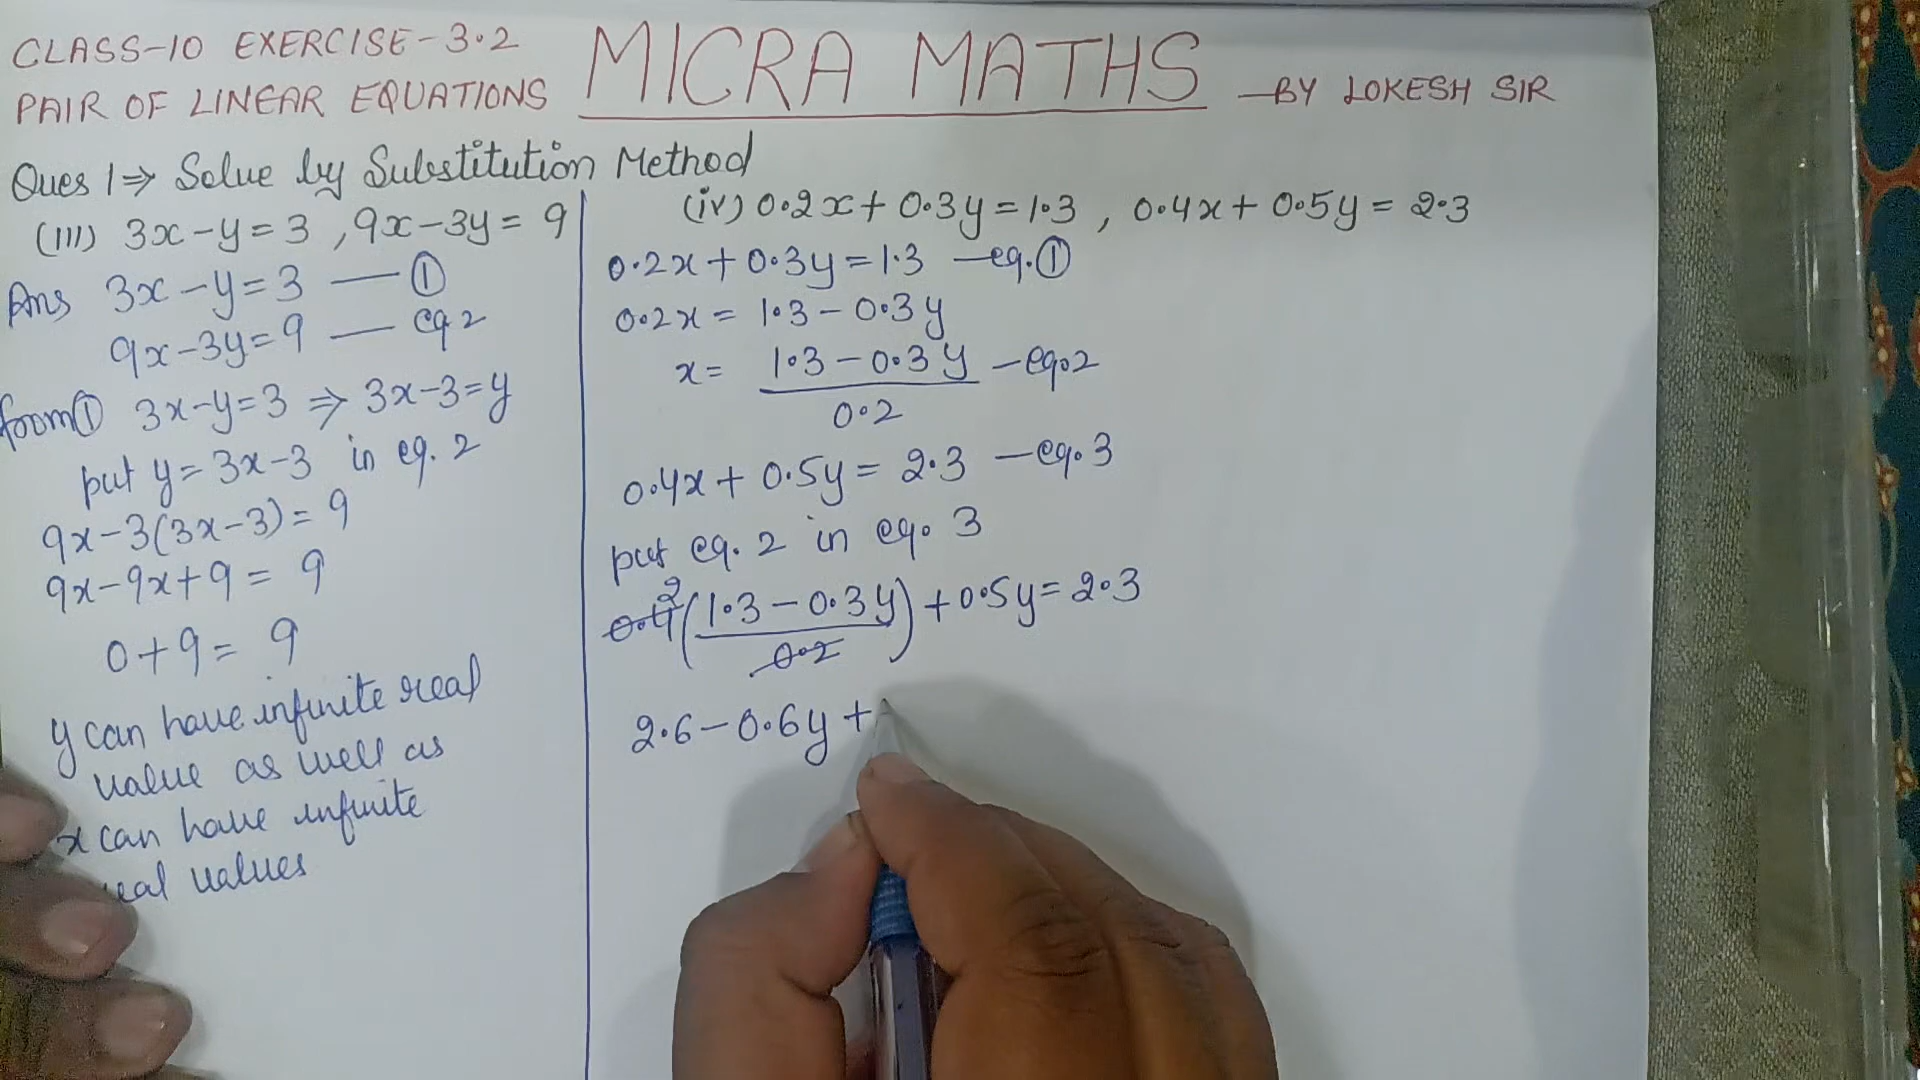 CLASS-10 EXERCISE-3.2
PAIR OF LINEAR EQUATIONS
MICRA MATHS
-BY LOKESH SIR
Ques 1⇒ Solve by Substitution Method
(III) 3x-y=3, 9x-3y=9
Ans 3x-y=3 — ①
9x-3y=9 — eq 2
from① 3x-y=3 ⇒ 3x-3=y
put y=3x-3 in eq. 2
9x-3(3x-3)=9
9x-9x+9=9
0+9=9
y can have infinite real
value as well as
x can have infinite
eal values
(iv) 0.2x+0.3y=1.3, 0.4x+0.5y=2.3
0.2x+0.3y=1.3 -eq.①
0.2x=1.3-0.3y
x= 1.3-0.3y -eq.2
0.2
0.4x+0.5y=2.3 -eq.3
put eq. 2 in eq. 3
2
0.4(1.3-0.3y)+0.5y=2.3
0.2
2.6-0.6y+